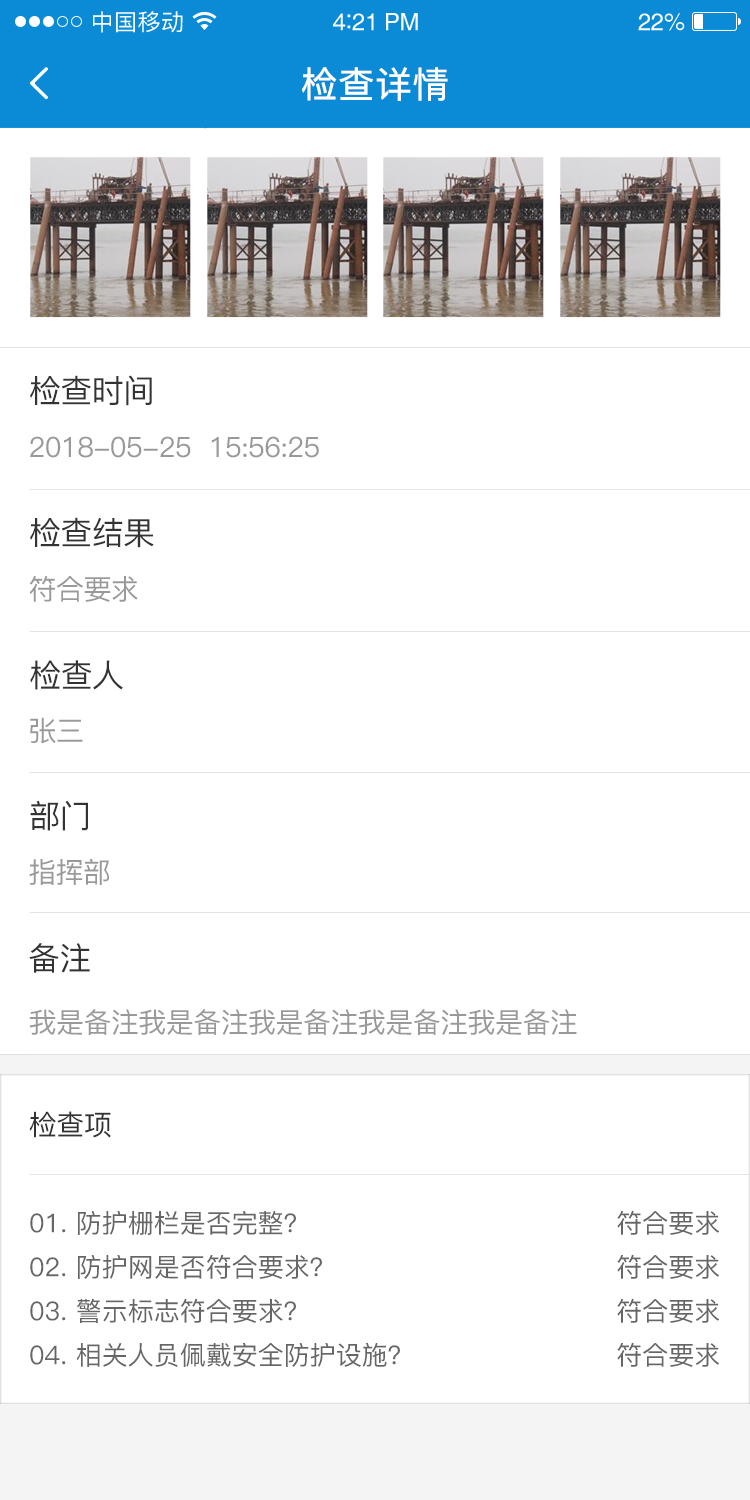 中国移动 4:21 PM 22%
检查详情
检查时间
2018-05-25 15:56:25
检查结果
符合要求
检查人
张三
部门
指挥部
备注
我是备注我是备注我是备注我是备注我是备注
检查项
01. 防护栅栏是否完整? 符合要求
02. 防护网是否符合要求? 符合要求
03. 警示标志符合要求? 符合要求
04. 相关人员佩戴安全防护设施? 符合要求